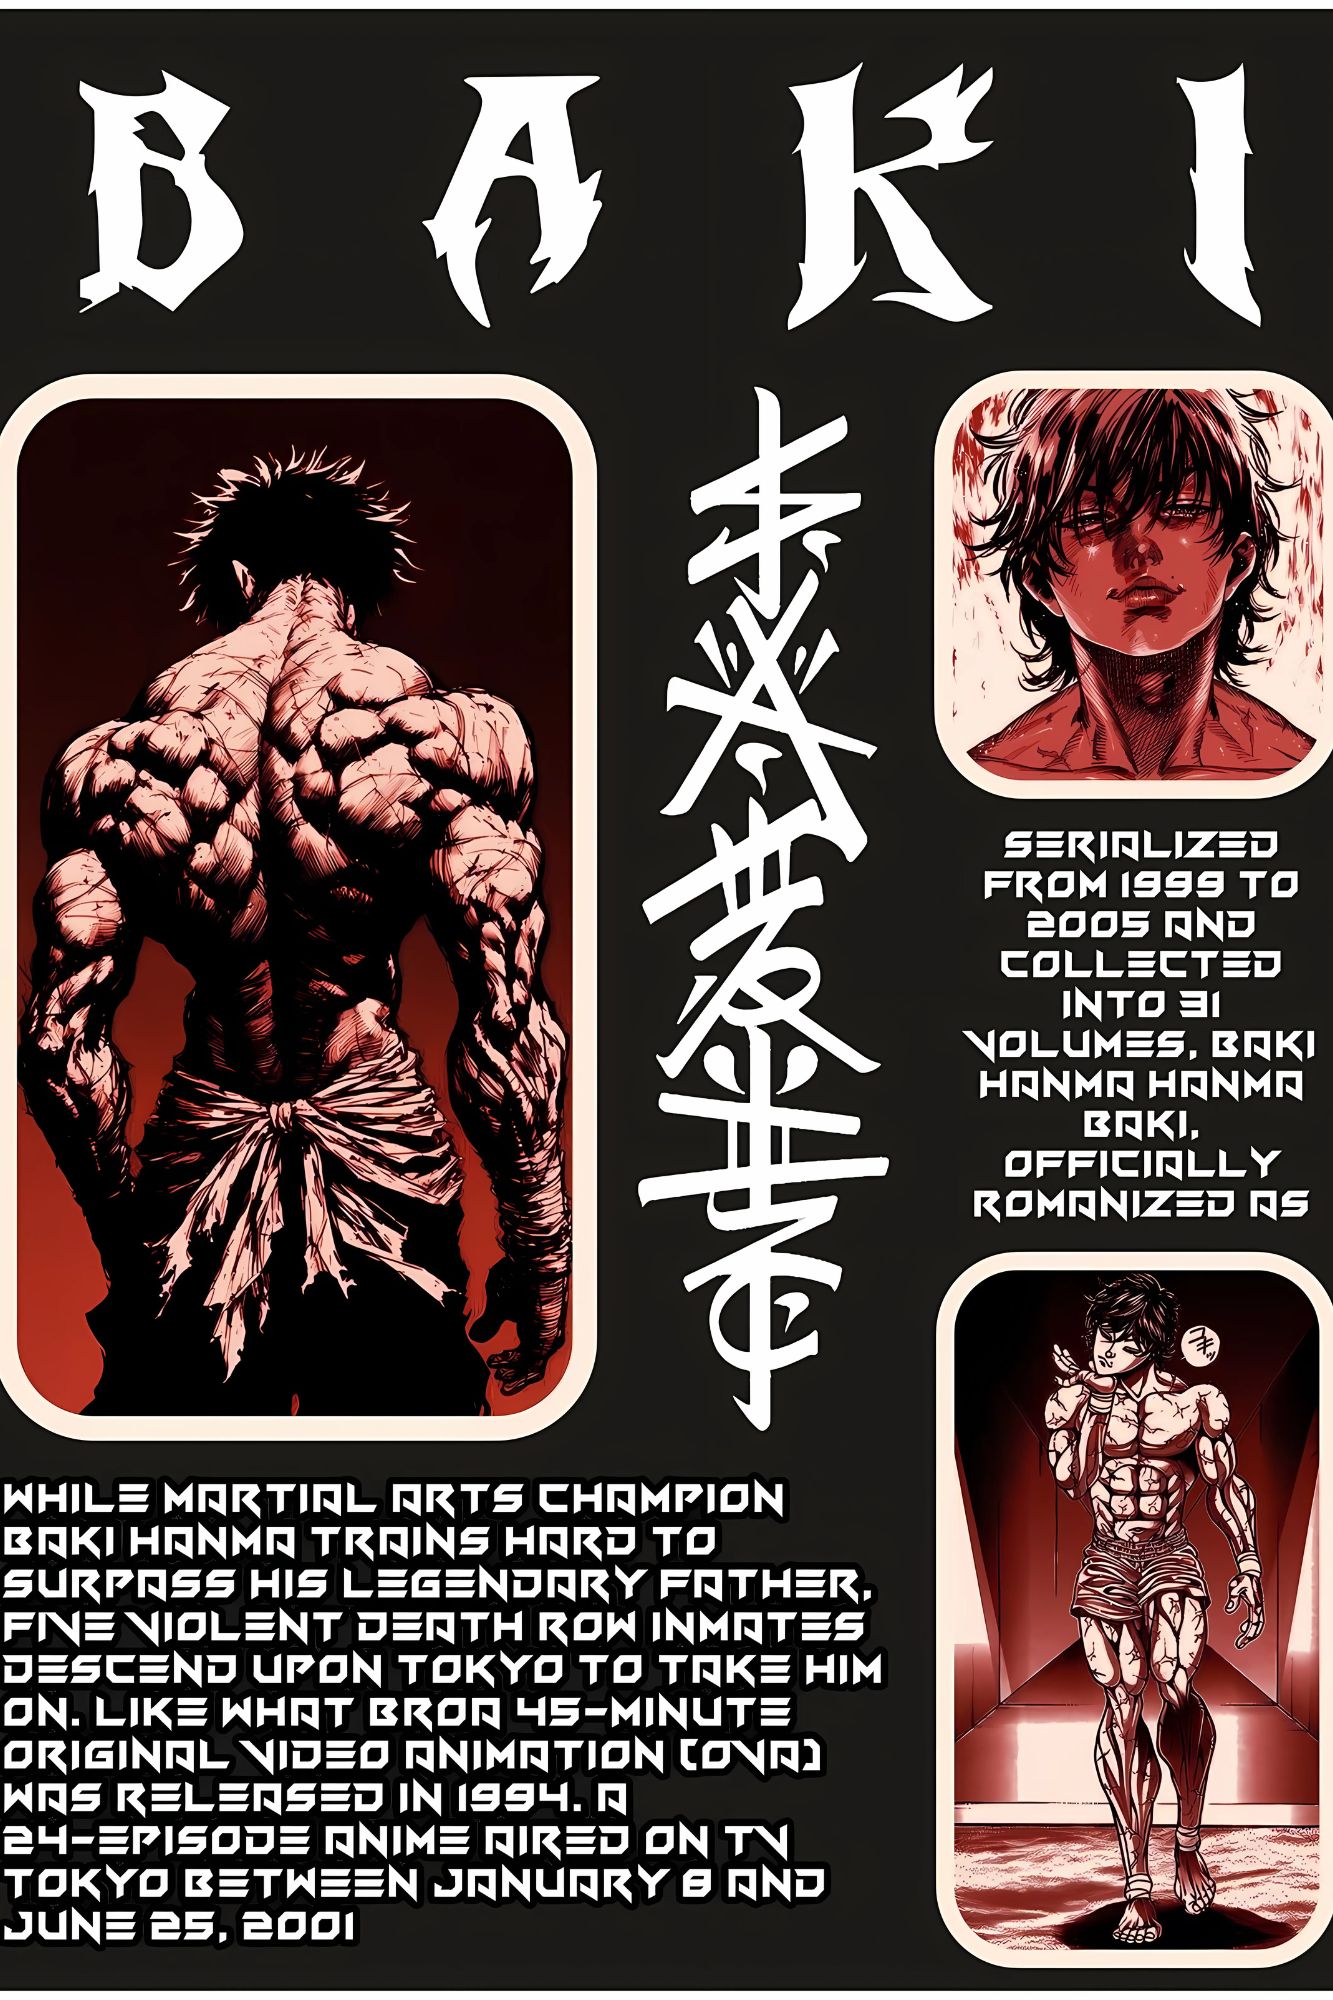 BAKI
SERIALIZED
FROM 1999 TO
2005 AND
COLLECTED
INTO 31
VOLUMES, BAKI
HANMA HANMA
BAKI,
OFFICIALLY
ROMANIZED AS
WHILE MARTIAL ARTS CHAMPION
BAKI HANMA TRAINS HARD TO
SURPASS HIS LEGENDARY FATHER,
FIVE VIOLENT DEATH ROW INMATES
DESCEND UPON TOKYO TO TAKE HIM
ON. LIKE WHAT BROA 45-MINUTE
ORIGINAL VIDEO ANIMATION (OVA)
WAS RELEASED IN 1994. A
24-EPISODE ANIME AIRED ON TV
TOKYO BETWEEN JANUARY 8 AND
JUNE 25, 2001